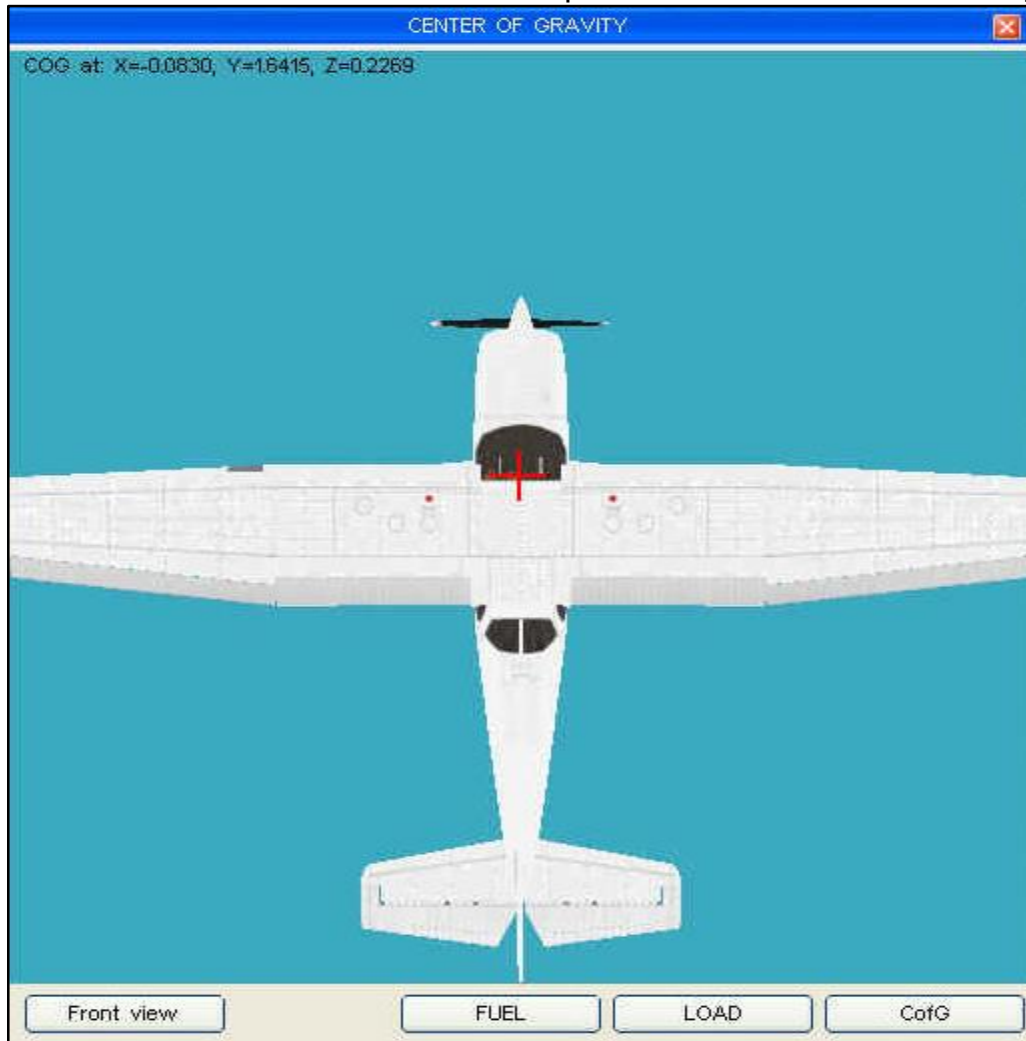 CENTER OF GRAVITY
COG at: X=-0.0830, Y=1.6415, Z=0.2269
Front view
FUEL
LOAD
CofG